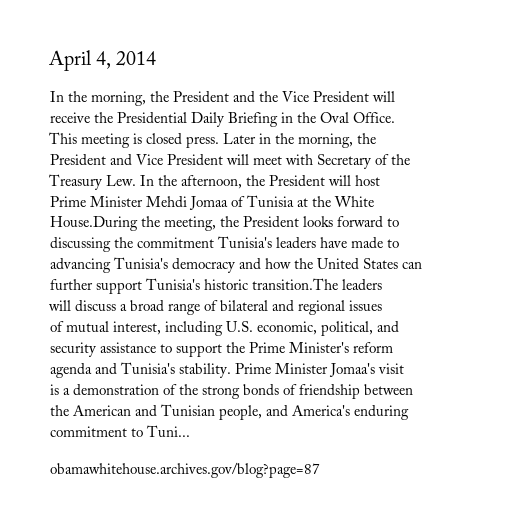 April 4, 2014
In the morning, the President and the Vice President will
receive the Presidential Daily Briefing in the Oval Office.
This meeting is closed press. Later in the morning, the
President and Vice President will meet with Secretary of the
Treasury Lew. In the afternoon, the President will host
Prime Minister Mehdi Jomaa of Tunisia at the White
House.During the meeting, the President looks forward to
discussing the commitment Tunisia's leaders have made to
advancing Tunisia's democracy and how the United States can
further support Tunisia's historic transition.The leaders
will discuss a broad range of bilateral and regional issues
of mutual interest, including U.S. economic, political, and
security assistance to support the Prime Minister's reform
agenda and Tunisia's stability. Prime Minister Jomaa's visit
is a demonstration of the strong bonds of friendship between
the American and Tunisian people, and America's enduring
commitment to Tuni...
obamawhitehouse.archives.gov/blog?page=87